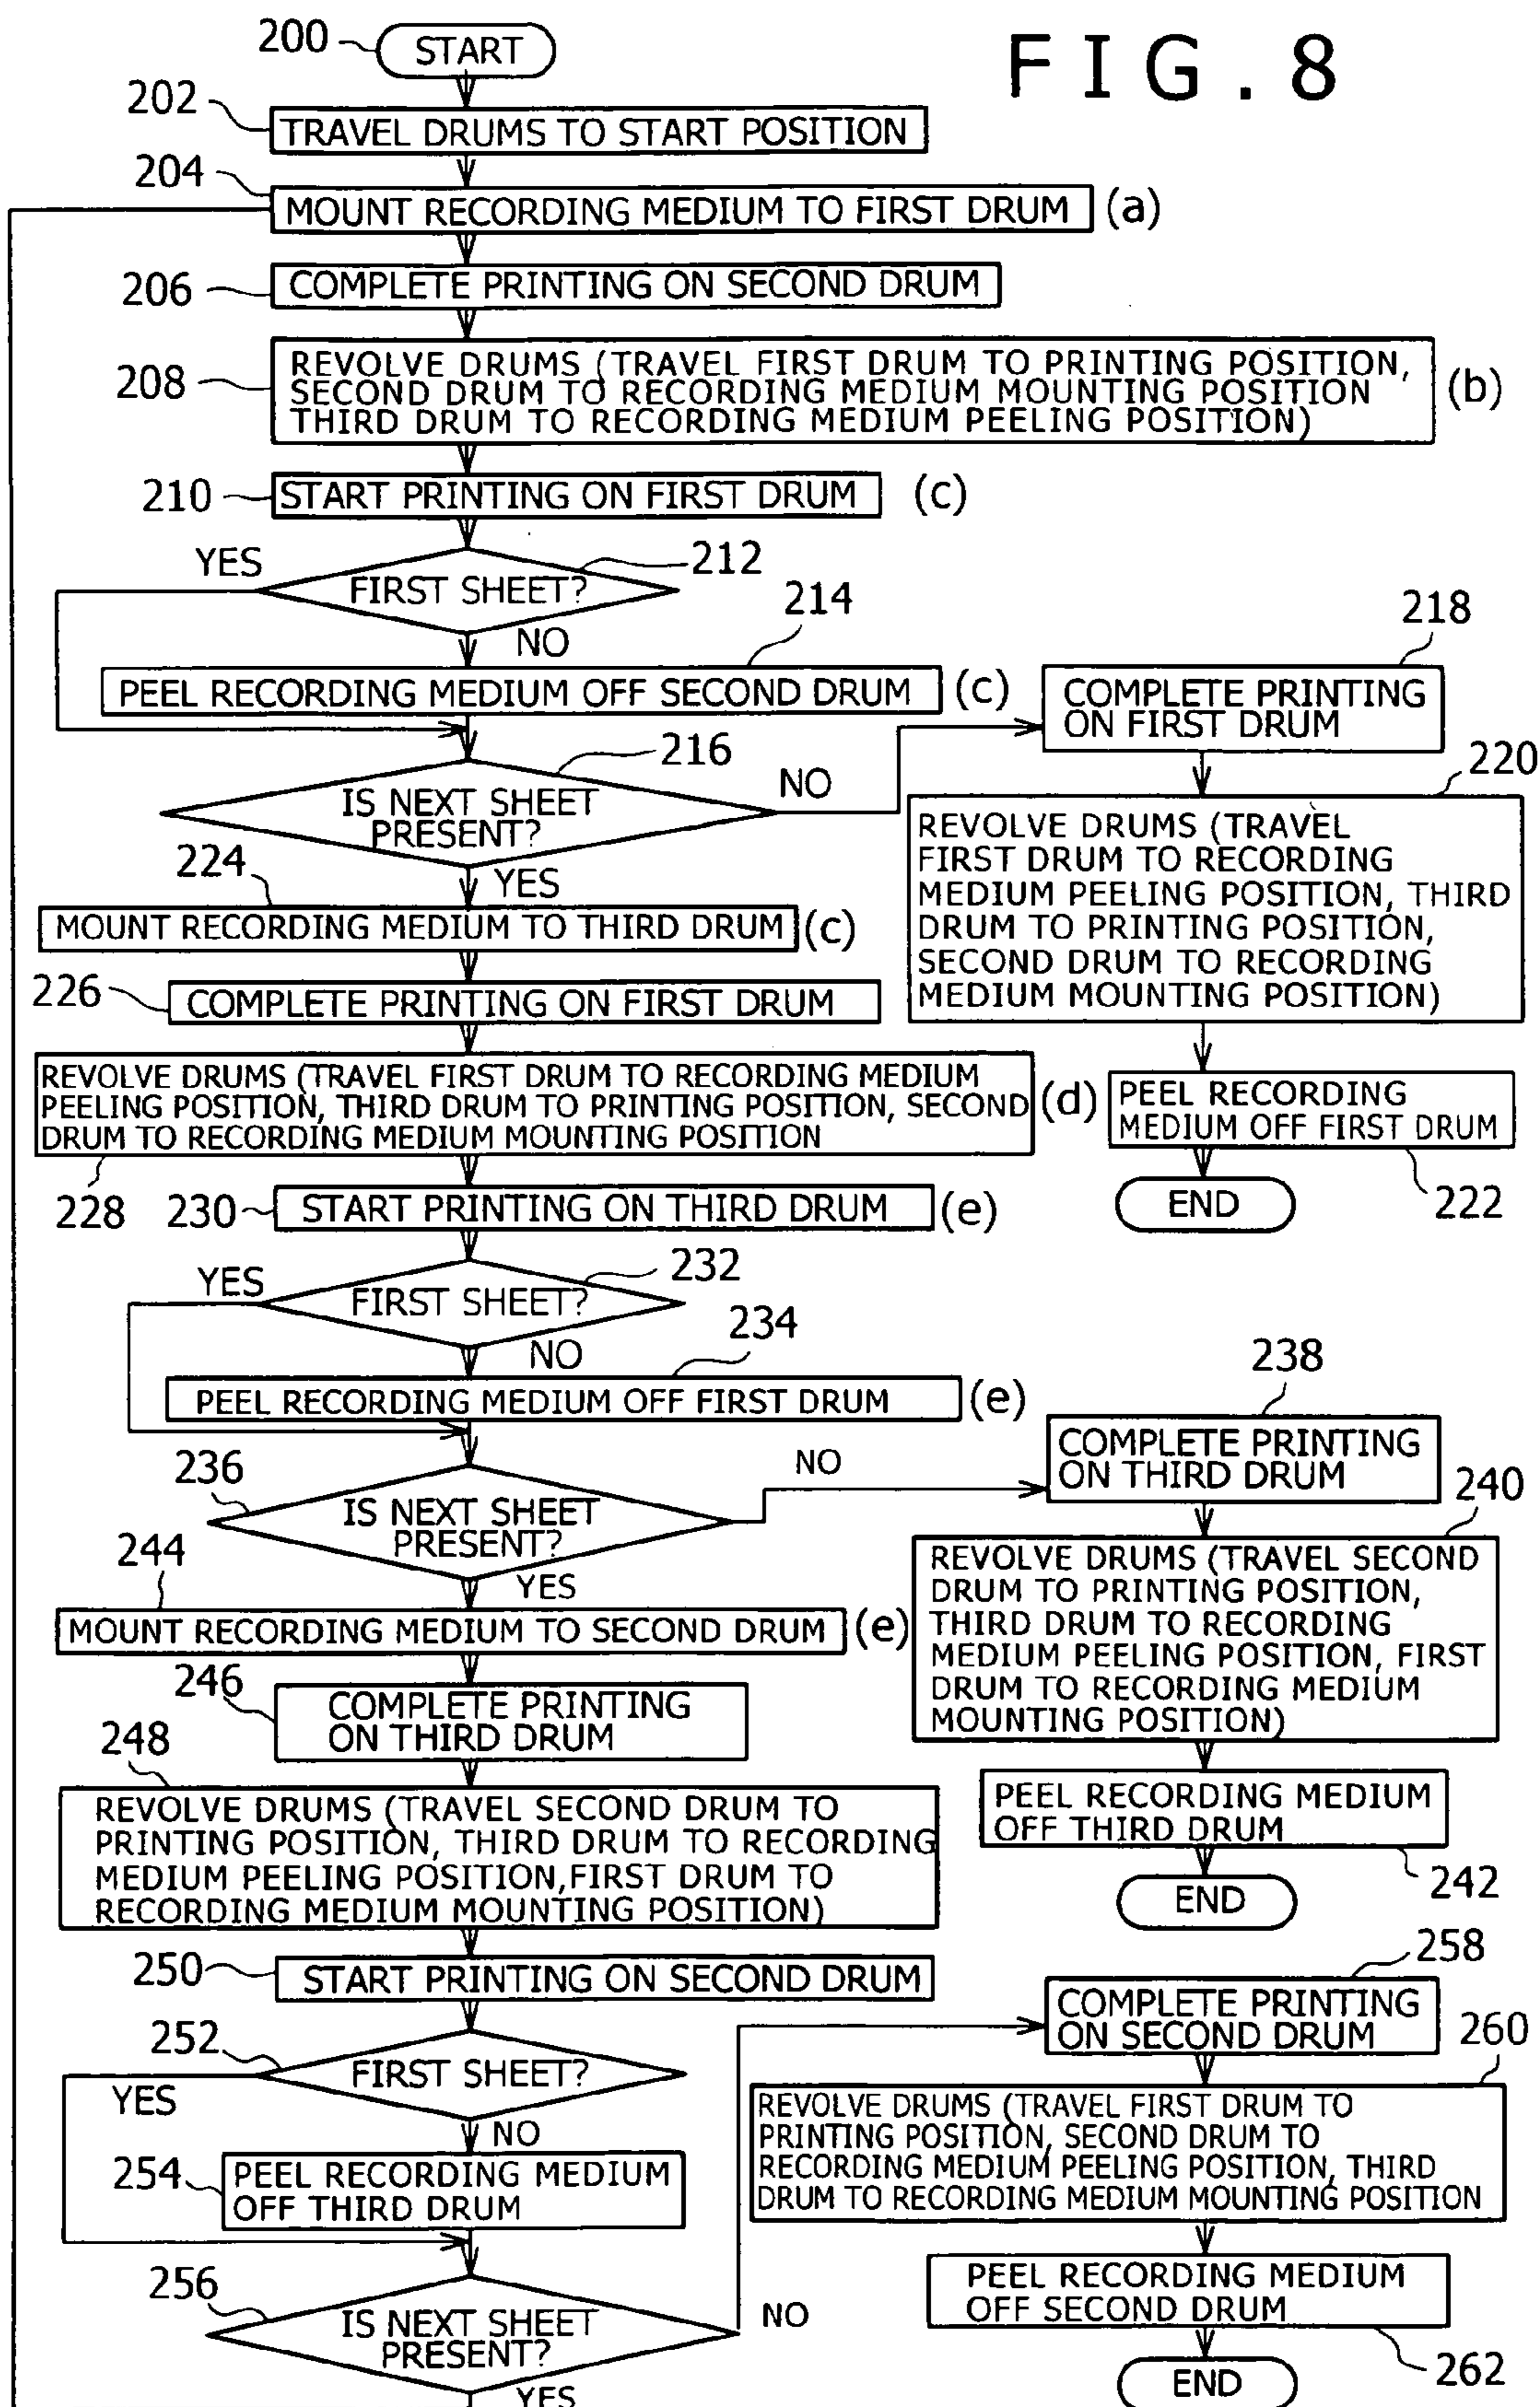 FIG.8
200
START
202
TRAVEL DRUMS TO START POSITION
204
MOUNT RECORDING MEDIUM TO FIRST DRUM (a)
206
COMPLETE PRINTING ON SECOND DRUM
208
REVOLVE DRUMS (TRAVEL FIRST DRUM TO PRINTING POSITION,
SECOND DRUM TO RECORDING MEDIUM MOUNTING POSITION
THIRD DRUM TO RECORDING MEDIUM PEELING POSITION)
(b)
210
START PRINTING ON FIRST DRUM (c)
YES
212
FIRST SHEET?
NO
214
PEEL RECORDING MEDIUM OFF SECOND DRUM (c)
216
IS NEXT SHEET
PRESENT?
NO
YES
218
COMPLETE PRINTING
ON FIRST DRUM
220
REVOLVE DRUMS (TRAVEL
FIRST DRUM TO RECORDING
MEDIUM PEELING POSITION, THIRD
DRUM TO PRINTING POSITION,
SECOND DRUM TO RECORDING
MEDIUM MOUNTING POSITION)
PEEL RECORDING
MEDIUM OFF FIRST DRUM
222
END
224
MOUNT RECORDING MEDIUM TO THIRD DRUM (c)
226
COMPLETE PRINTING ON FIRST DRUM
REVOLVE DRUMS (TRAVEL FIRST DRUM TO RECORDING MEDIUM
PEELING POSITION, THIRD DRUM TO PRINTING POSITION, SECOND
DRUM TO RECORDING MEDIUM MOUNTING POSITION
(d)
228
230
START PRINTING ON THIRD DRUM (e)
YES
232
FIRST SHEET?
NO
234
PEEL RECORDING MEDIUM OFF FIRST DRUM (e)
236
IS NEXT SHEET
PRESENT?
NO
YES
238
COMPLETE PRINTING
ON THIRD DRUM
240
REVOLVE DRUMS (TRAVEL SECOND
DRUM TO PRINTING POSITION,
THIRD DRUM TO RECORDING
MEDIUM PEELING POSITION, FIRST
DRUM TO RECORDING MEDIUM
MOUNTING POSITION)
PEEL RECORDING MEDIUM
OFF THIRD DRUM
242
END
244
MOUNT RECORDING MEDIUM TO SECOND DRUM (e)
246
COMPLETE PRINTING
ON THIRD DRUM
248
REVOLVE DRUMS (TRAVEL SECOND DRUM TO
PRINTING POSITION, THIRD DRUM TO RECORDING
MEDIUM PEELING POSITION,FIRST DRUM TO
RECORDING MEDIUM MOUNTING POSITION)
250
START PRINTING ON SECOND DRUM
252
FIRST SHEET?
YES
NO
254
PEEL RECORDING MEDIUM
OFF THIRD DRUM
256
IS NEXT SHEET
PRESENT?
NO
YES
258
COMPLETE PRINTING
ON SECOND DRUM
260
REVOLVE DRUMS (TRAVEL FIRST DRUM TO
PRINTING POSITION, SECOND DRUM TO
RECORDING MEDIUM PEELING POSITION, THIRD
DRUM TO RECORDING MEDIUM MOUNTING POSITION
PEEL RECORDING MEDIUM
OFF SECOND DRUM
262
END